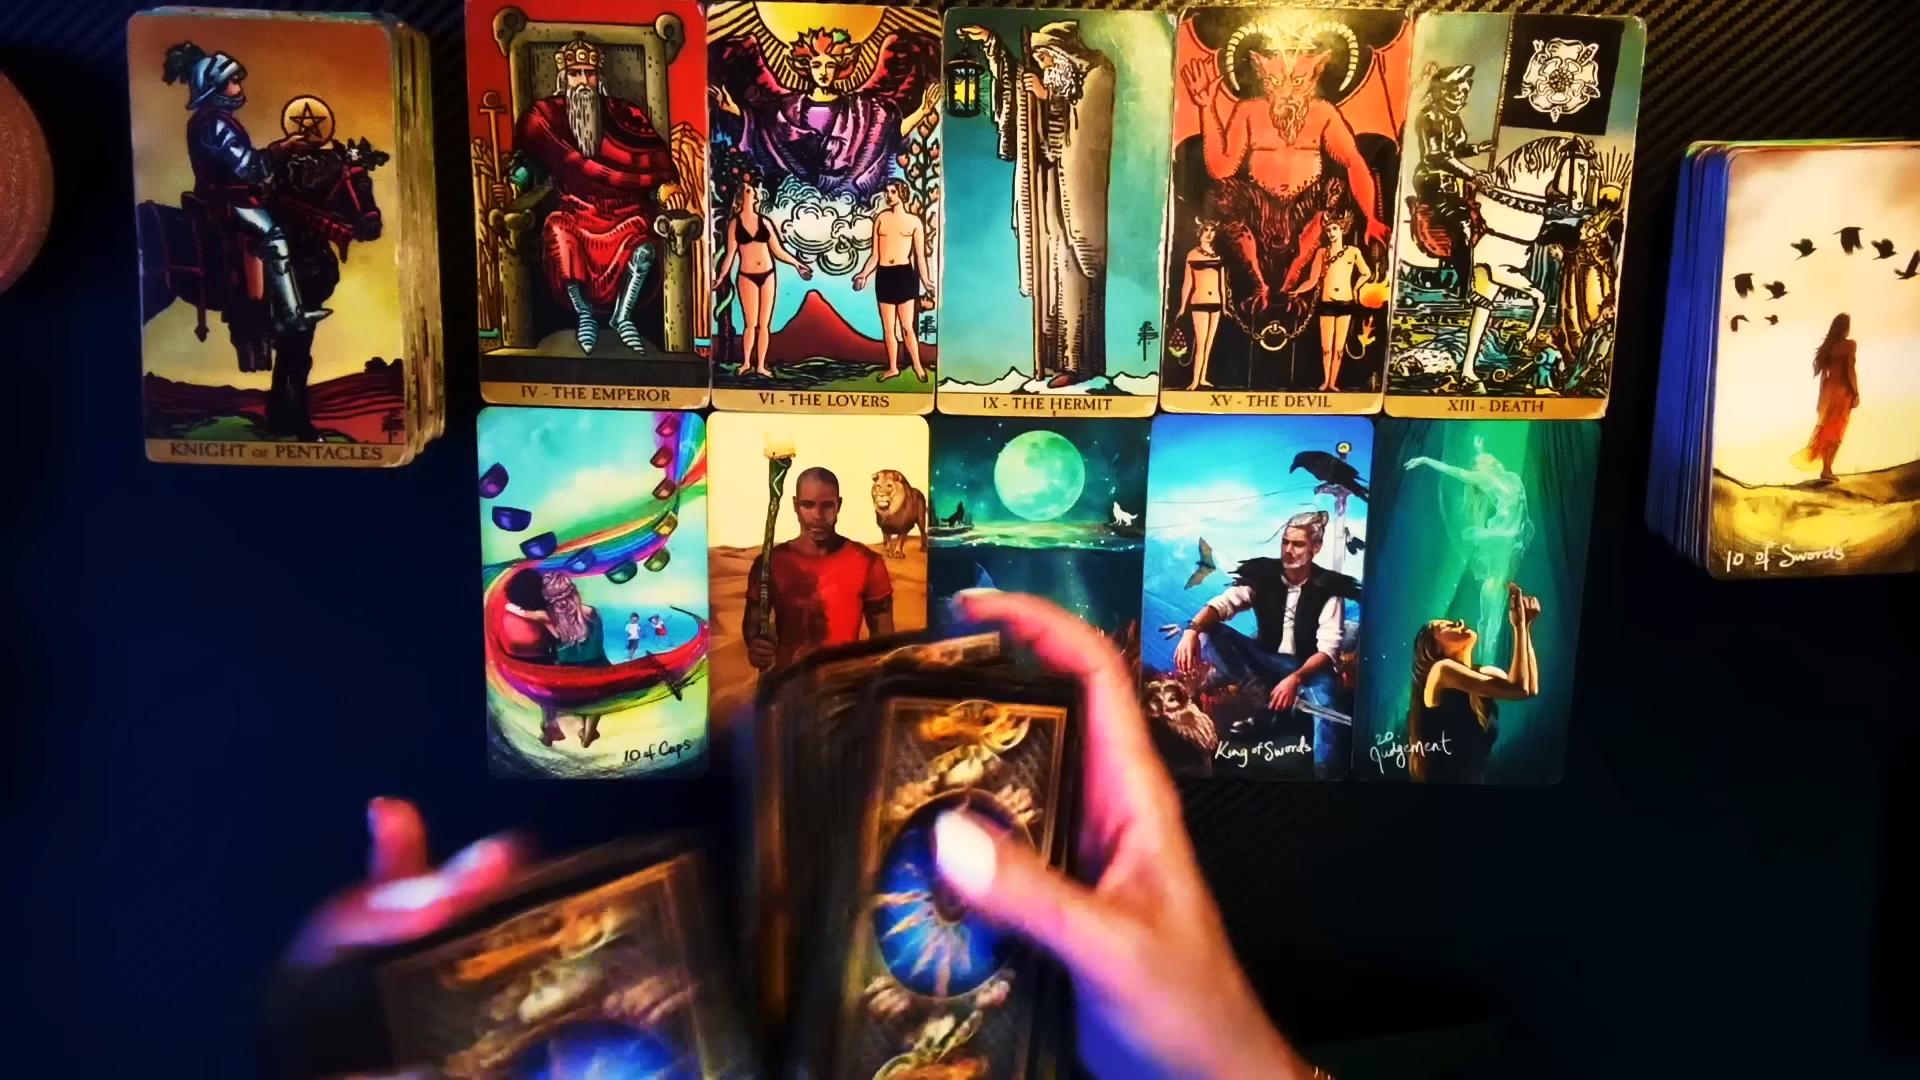 KNIGHT OF PENTACLES
IV - THE EMPEROR
VI - THE LOVERS
IX - THE HERMIT
XV - THE DEVIL
XIII - DEATH
10 of Swords
10 of Cups
King of Swords
20
Judgement